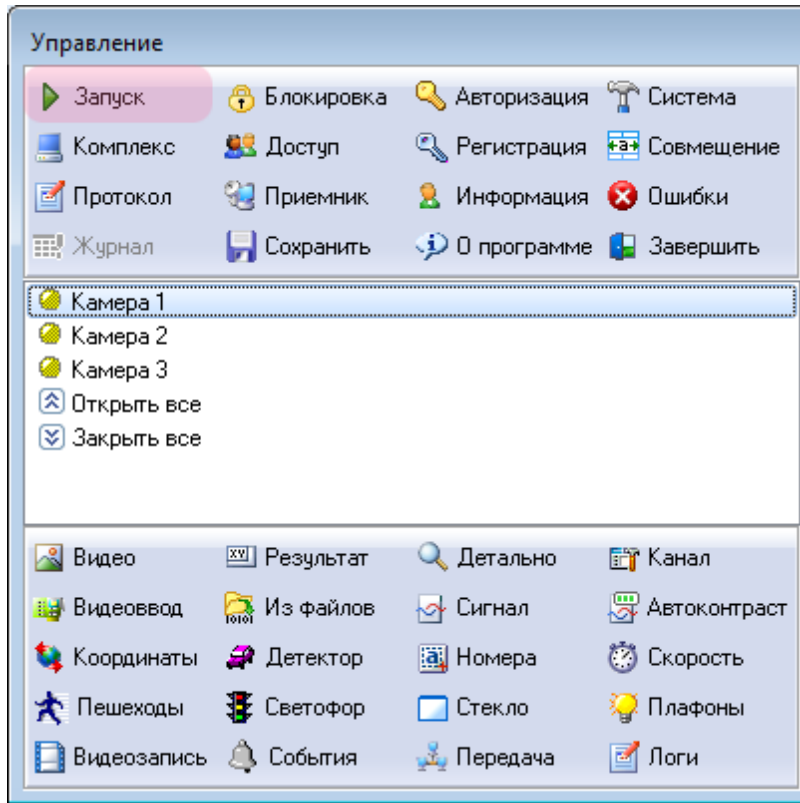 Управление
Запуск Блокировка Авторизация Система
Комплекс Доступ Регистрация Совмещение
Протокол Приемник Информация Ошибки
Журнал Сохранить О программе Завершить
Камера 1
Камера 2
Камера 3
Открыть все
Закрыть все
Видео Результат Детально Канал
Видеоввод Из файлов Сигнал Автоконтраст
Координаты Детектор Номера Скорость
Пешеходы Светофор Стекло Плафоны
Видеозапись События Передача Логи